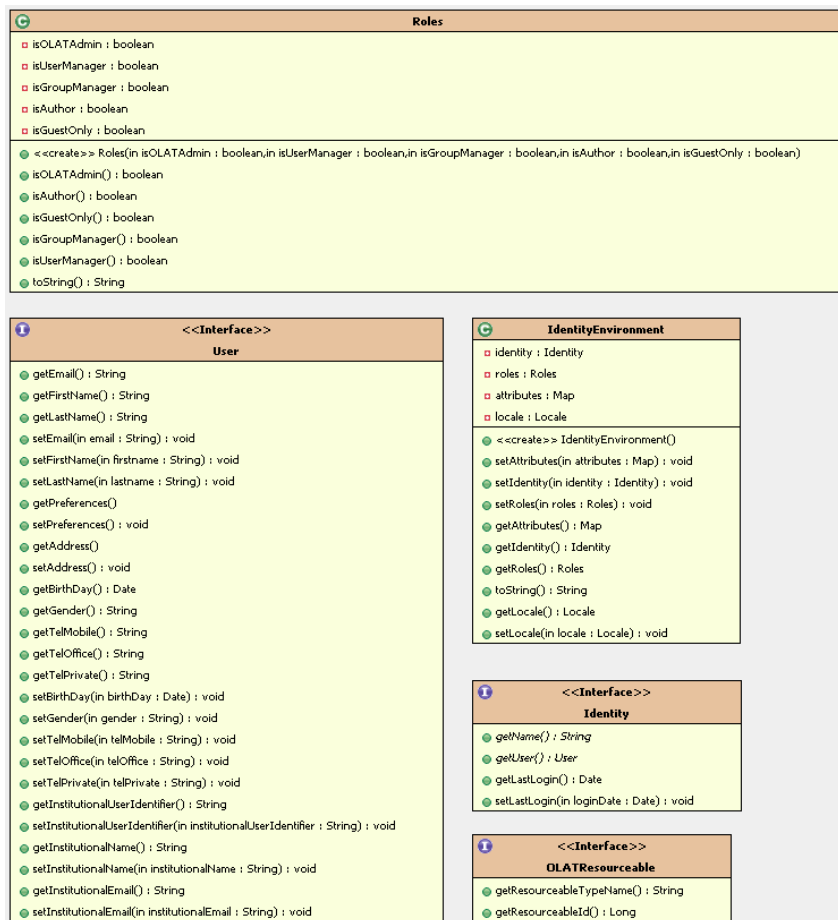 Roles
isOLATAdmin : boolean
isUserManager : boolean
isGroupManager : boolean
isAuthor : boolean
isGuestOnly : boolean
<<create>> Roles(in isOLATAdmin : boolean,in isUserManager : boolean,in isGroupManager : boolean,in isAuthor : boolean,in isGuestOnly : boolean)
isOLATAdmin() : boolean
isAuthor() : boolean
isGuestOnly() : boolean
isGroupManager() : boolean
isUserManager() : boolean
toString() : String
<<Interface>>
User
getEmail() : String
getFirstName() : String
getLastName() : String
setEmail(in email : String) : void
setFirstName(in firstname : String) : void
setLastName(in lastname : String) : void
getPreferences()
setPreferences() : void
getAddress()
setAddress() : void
getBirthDay() : Date
getGender() : String
getTelMobile() : String
getTelOffice() : String
getTelPrivate() : String
setBirthDay(in birthDay : Date) : void
setGender(in gender : String) : void
setTelMobile(in telMobile : String) : void
setTelOffice(in telOffice : String) : void
setTelPrivate(in telPrivate : String) : void
getInstitutionalUserIdentifier() : String
setInstitutionalUserIdentifier(in institutionalUserIdentifier : String) : void
getInstitutionalName() : String
setInstitutionalName(in institutionalName : String) : void
getInstitutionalEmail() : String
setInstitutionalEmail(in institutionalEmail : String) : void
IdentityEnvironment
identity : Identity
roles : Roles
attributes : Map
locale : Locale
<<create>> IdentityEnvironment()
setAttributes(in attributes : Map) : void
setIdentity(in identity : Identity) : void
setRoles(in roles : Roles) : void
getAttributes() : Map
getIdentity() : Identity
getRoles() : Roles
toString() : String
getLocale() : Locale
setLocale(in locale : Locale) : void
<<Interface>>
Identity
getName() : String
getUser() : User
getLastLogin() : Date
setLastLogin(in loginDate : Date) : void
<<Interface>>
OLATResourceable
getResourceableTypeName() : String
getResourceableId() : Long